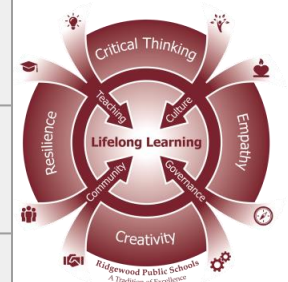 Critical Thinking
Teaching
Culture
Resilience
Lifelong Learning
Empathy
Community
Governance
Creativity
Ridgewood Public Schools
A Tradition of Excellence